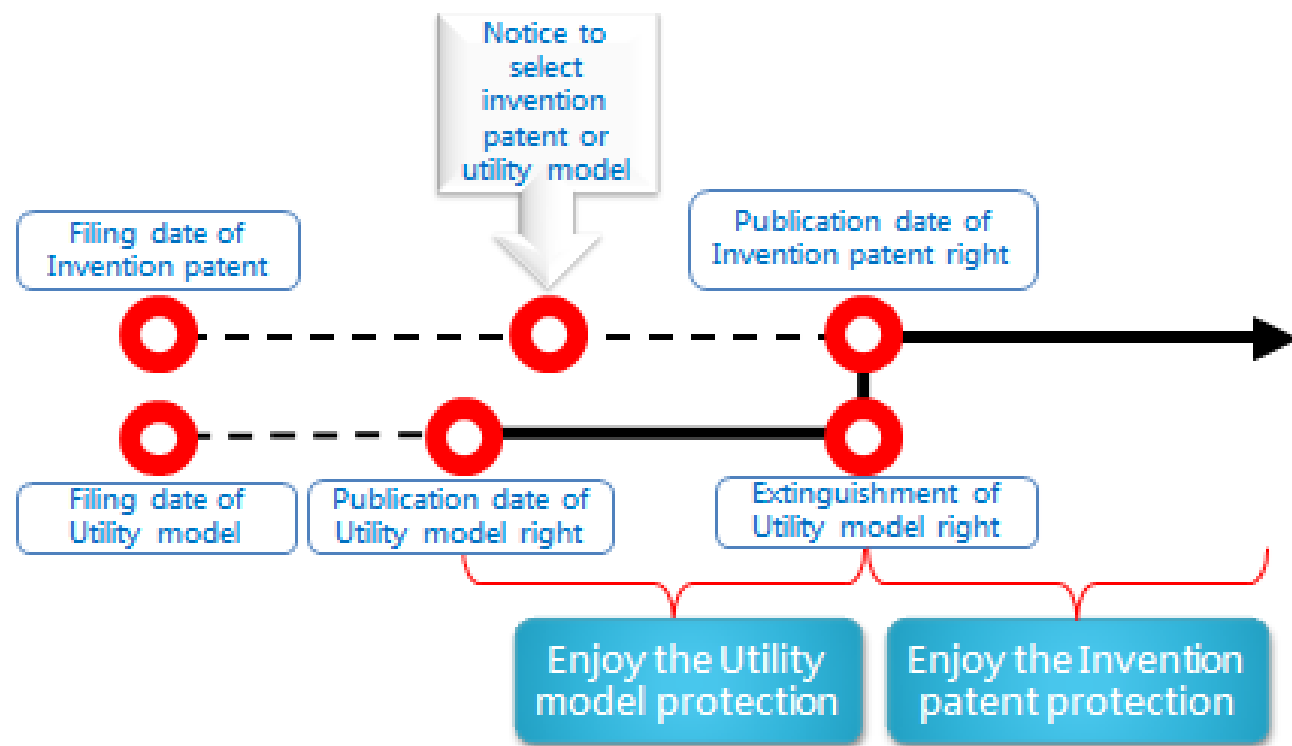 Notice to
select
invention
patent or
utility model
Filing date of
Invention patent
Publication date of
Invention patent right
Filing date of
Utility model
Publication date of
Utility model right
Extinguishment of
Utility model right
Enjoy the Utility
model protection
Enjoy the Invention
patent protection